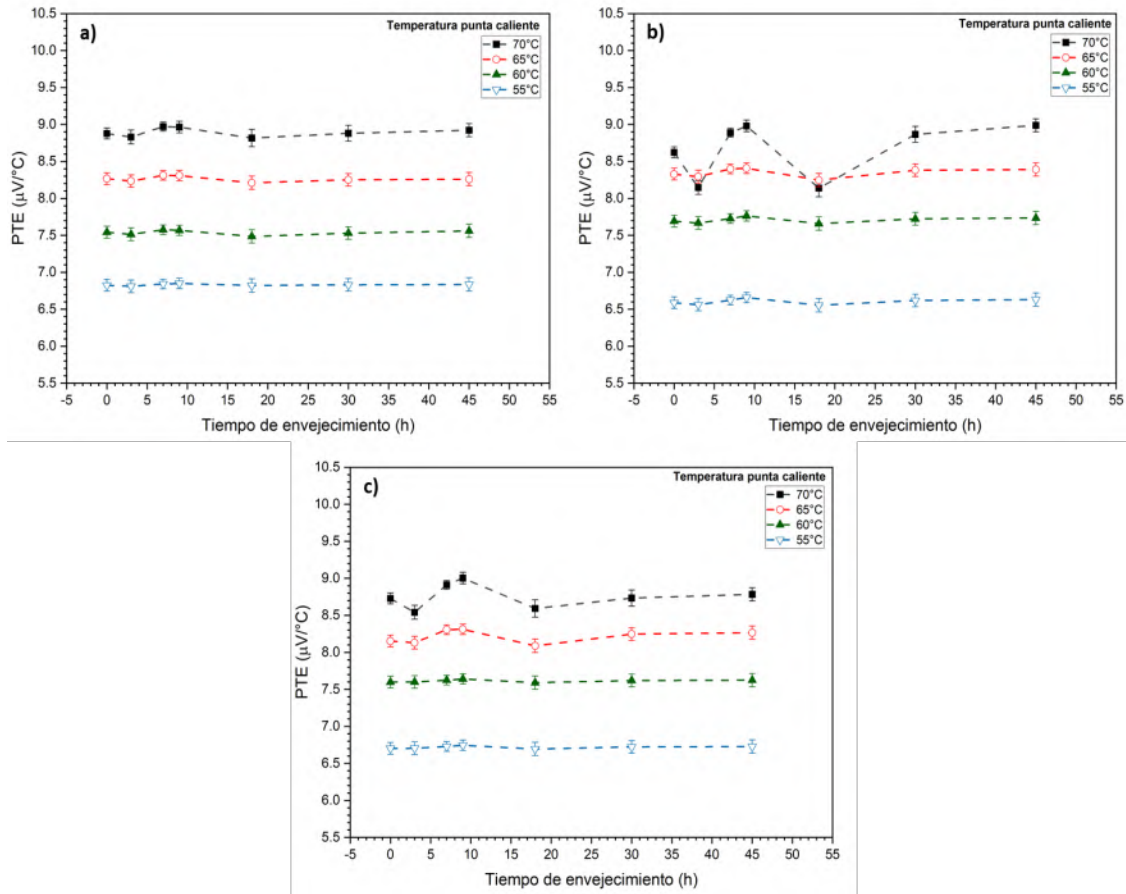 a)
Temperatura punta caliente
70°C
65°C
60°C
55°C
PTE (µV/°C)
10.5
10.0
9.5
9.0
8.5
8.0
7.5
7.0
6.5
6.0
5.5
-5 0 5 10 15 20 25 30 35 40 45 50 55
Tiempo de envejecimiento (h)
b)
Temperatura punta caliente
70°C
65°C
60°C
55°C
PTE (µV/°C)
10.5
10.0
9.5
9.0
8.5
8.0
7.5
7.0
6.5
6.0
5.5
-5 0 5 10 15 20 25 30 35 40 45 50 55
Tiempo de envejecimiento (h)
c)
Temperatura punta caliente
70°C
65°C
60°C
55°C
PTE (µV/°C)
10.5
10.0
9.5
9.0
8.5
8.0
7.5
7.0
6.5
6.0
5.5
-5 0 5 10 15 20 25 30 35 40 45 50 55
Tiempo de envejecimiento (h)